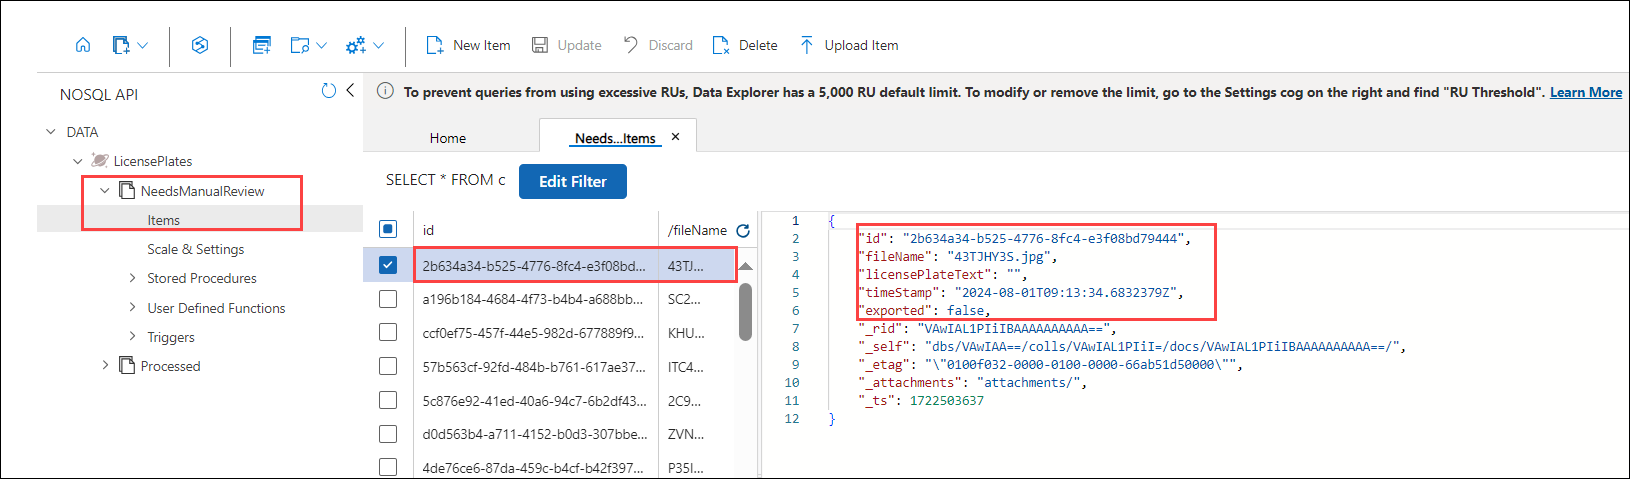 New Item Update Discard Delete Upload Item
NOSQL API
To prevent queries from using excessive RUs, Data Explorer has a 5,000 RU default limit. To modify or remove the limit, go to the Settings cog on the right and find "RU Threshold". Learn More
DATA
LicensePlates
NeedsManualReview
Items
Scale & Settings
Stored Procedures
User Defined Functions
Triggers
Processed
Home
Needs...Items
SELECT * FROM c
Edit Filter
id /fileName
2b634a34-b525-4776-8fc4-e3f08bd... 43TJ...
a196b184-4684-4f73-b4b4-a688bb... SC2...
ccf0ef75-457f-44e5-982d-677889f9... KHU...
57b563cf-92fd-484b-b761-617ae37... ITC4...
5c876e92-41ed-40a6-94c7-6b2df43... 2C9...
d0d563b4-a711-4152-b0d3-307bbe... ZVN...
4de76ce6-87da-459c-b4cf-b42f397... P35I...
1 {
2 "id": "2b634a34-b525-4776-8fc4-e3f08bd79444",
3 "fileName": "43TJHY3S.jpg",
4 "licensePlateText": "",
5 "timeStamp": "2024-08-01T09:13:34.6832379Z",
6 "exported": false,
7 "_rid": "VAwIAL1PIiIBAAAAAAAAAA==",
8 "_self": "dbs/VAwIAA==/colls/VAwIAL1PIiI=/docs/VAwIAL1PIiIBAAAAAAAAAA==/",
9 "_etag": "\"0100f032-0000-0100-0000-66ab51d50000\"",
10 "_attachments": "attachments/",
11 "_ts": 1722503637
12 }